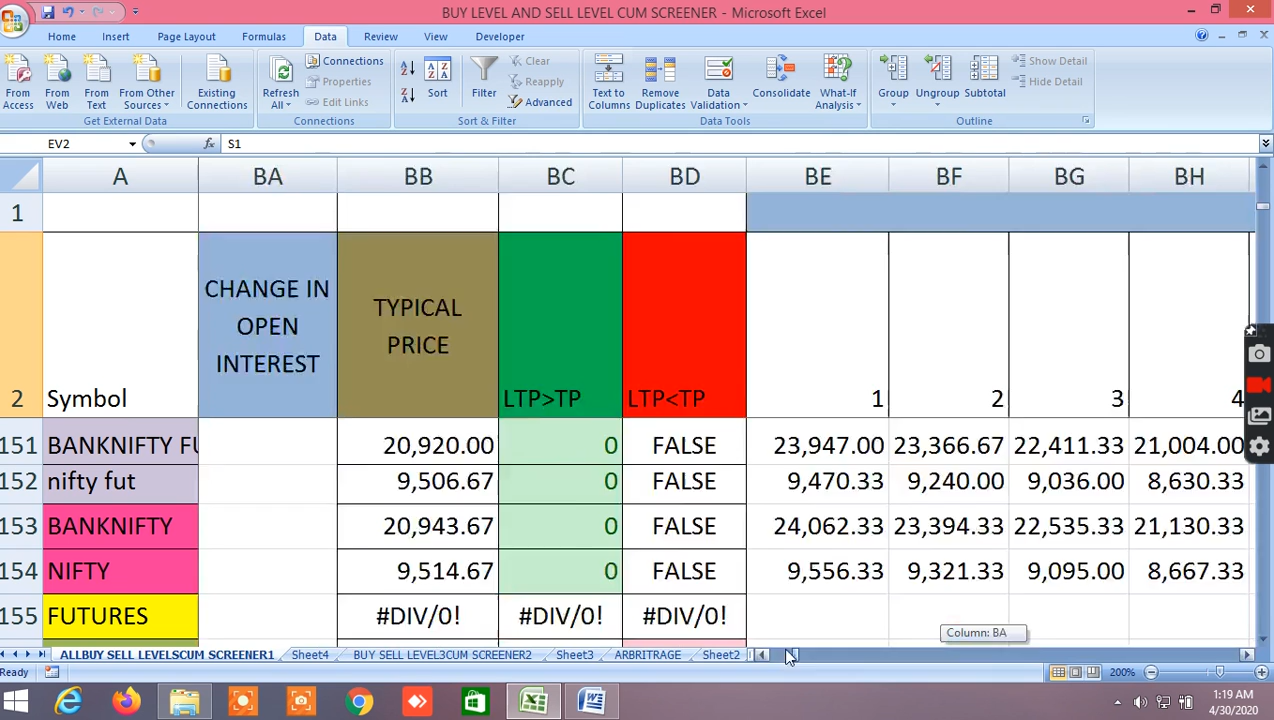 BUY LEVEL AND SELL LEVEL CUM SCREENER - Microsoft Excel
Home Insert Page Layout Formulas Data Review View Developer
From Access
From Web
From Text
From Other Sources
Existing Connections
Get External Data
Refresh All
Connections
Properties
Edit Links
Connections
Sort
Filter
Clear
Reapply
Advanced
Sort & Filter
Text to Columns
Remove Duplicates
Data Validation
Consolidate
What-If Analysis
Data Tools
Group
Ungroup
Subtotal
Show Detail
Hide Detail
Outline
EV2 fx S1
A BA BB BC BD BE BF BG BH
1
CHANGE IN
OPEN
INTEREST
TYPICAL
PRICE
2 Symbol LTP>TP LTP<TP 1 2 3 4
151 BANKNIFTY FU 20,920.00 0 FALSE 23,947.00 23,366.67 22,411.33 21,004.00
152 nifty fut 9,506.67 0 FALSE 9,470.33 9,240.00 9,036.00 8,630.33
153 BANKNIFTY 20,943.67 0 FALSE 24,062.33 23,394.33 22,535.33 21,130.33
154 NIFTY 9,514.67 0 FALSE 9,556.33 9,321.33 9,095.00 8,667.33
155 FUTURES #DIV/0! #DIV/0! #DIV/0!
Column: BA
ALLBUY SELL LEVELSCUM SCREENER1 Sheet4 BUY SELL LEVEL3CUM SCREENER2 Sheet3 ARBRITRAGE Sheet2
Ready 200%
1:19 AM
4/30/2020